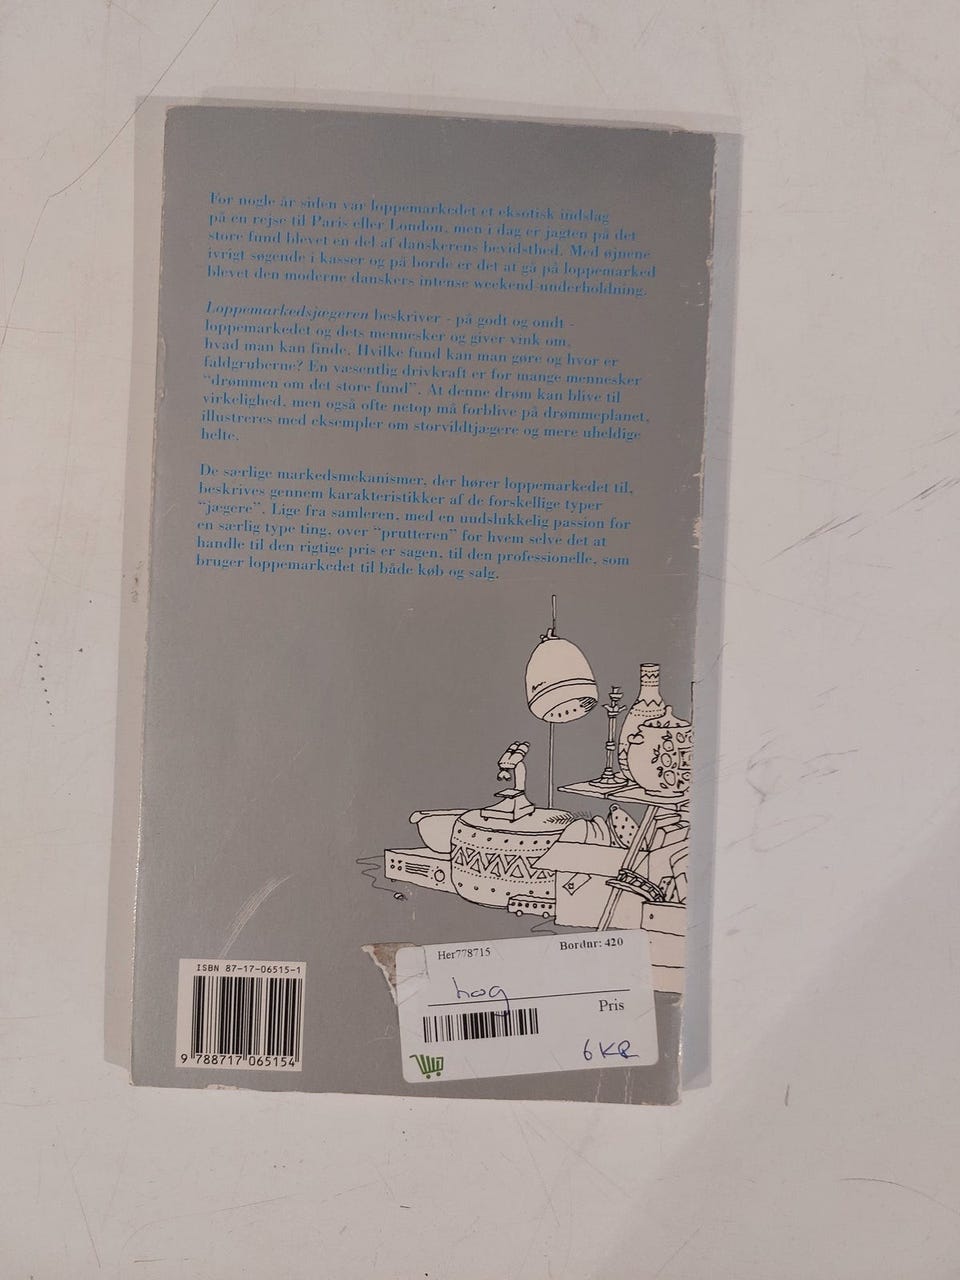 For nogle år siden var loppemarkedet et eksotisk indslag
på en rejse til Paris eller London, men i dag er jagten på det
store fund blevet en del af danskerens bevidsthed. Med øjnene
ivrigt søgende i kasser og på borde er det at gå på loppemarked
blevet den moderne danskers intense weekend-underholdning.
Loppemarkedsjægeren beskriver - på godt og ondt -
loppemarkedet og dets mennesker og giver vink om,
hvad man kan finde. Hvilke fund kan man gøre og hvor er
faldgruberne? En væsentlig drivkraft er for mange mennesker
"drømmen om det store fund". At denne drøm kan blive til
virkelighed, men også ofte netop må forblive på drømmeplanet,
illustreres med eksempler om storvildtjægere og mere uheldige
helte.
De særlige markedsmekanismer, der hører loppemarkedet til,
beskrives gennem karakteristikker af de forskellige typer
"jægere". Lige fra samleren, med en uudslukkelig passion for
en særlig type ting, over "prutteren" for hvem selve det at
handle til den rigtige pris er sagen, til den professionelle, som
bruger loppemarkedet til både køb og salg.
Her778715 Bordnr: 420
bog
Pris
6 KR
ISBN 87-17-06515-1
9 788717 065154